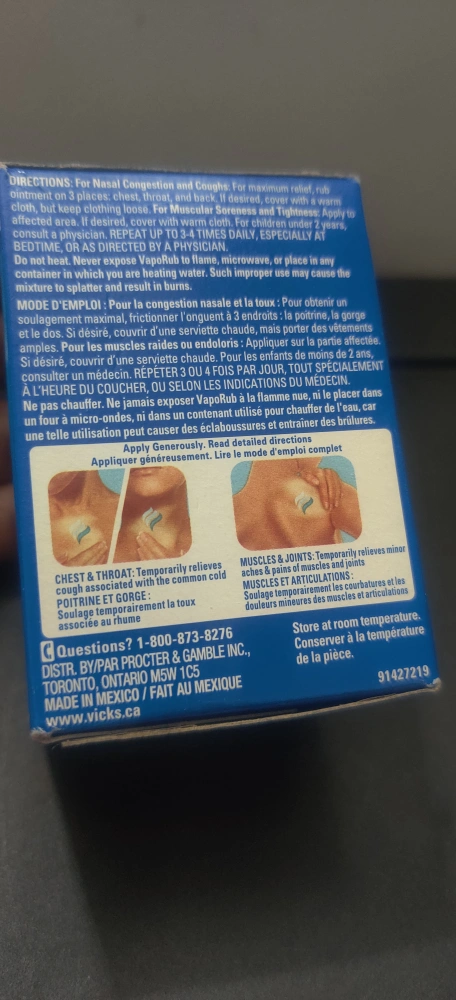 DIRECTIONS: For Nasal Congestion and Coughs: For maximum relief, rub
ointment on 3 places: chest, throat, and back. If desired, cover with a warm
cloth, but keep clothing loose. For Muscular Soreness and Tightness: Apply to
affected area. If desired, cover with warm cloth. For children under 2 years,
consult a physician. REPEAT UP TO 3-4 TIMES DAILY, ESPECIALLY AT
BEDTIME, OR AS DIRECTED BY A PHYSICIAN.
Do not heat. Never expose VapoRub to flame, microwave, or place in any
container in which you are heating water. Such improper use may cause the
mixture to splatter and result in burns.
MODE D'EMPLOI : Pour la congestion nasale et la toux : Pour obtenir un
soulagement maximal, frictionner l'onguent à 3 endroits : la poitrine, la gorge
et le dos. Si désiré, couvrir d'une serviette chaude, mais porter des vêtements
amples. Pour les muscles raides ou endoloris : Appliquer sur la partie affectée.
Si désiré, couvrir d'une serviette chaude. Pour les enfants de moins de 2 ans,
consulter un médecin. RÉPÉTER 3 OU 4 FOIS PAR JOUR, TOUT SPÉCIALEMENT
À L'HEURE DU COUCHER, OU SELON LES INDICATIONS DU MÉDECIN.
Ne pas chauffer. Ne jamais exposer VapoRub à la flamme nue, ni le placer dans
un four à micro-ondes, ni dans un contenant utilisé pour chauffer de l'eau, car
une telle utilisation peut causer des éclaboussures et entraîner des brûlures.
Apply Generously. Read detailed directions
Appliquer généreusement. Lire le mode d'emploi complet
CHEST & THROAT: Temporarily relieves
cough associated with the common cold
POITRINE ET GORGE :
Soulage temporairement la toux
associée au rhume
MUSCLES & JOINTS: Temporarily relieves minor
aches & pains of muscles and joints
MUSCLES ET ARTICULATIONS :
Soulage temporairement les courbatures et les
douleurs mineures des muscles et articulations
Questions? 1-800-873-8276
DISTR. BY/PAR PROCTER & GAMBLE INC.,
TORONTO, ONTARIO M5W 1C5
MADE IN MEXICO / FAIT AU MEXIQUE
www.vicks.ca
Store at room temperature.
Conserver à la température
de la pièce.
91427219